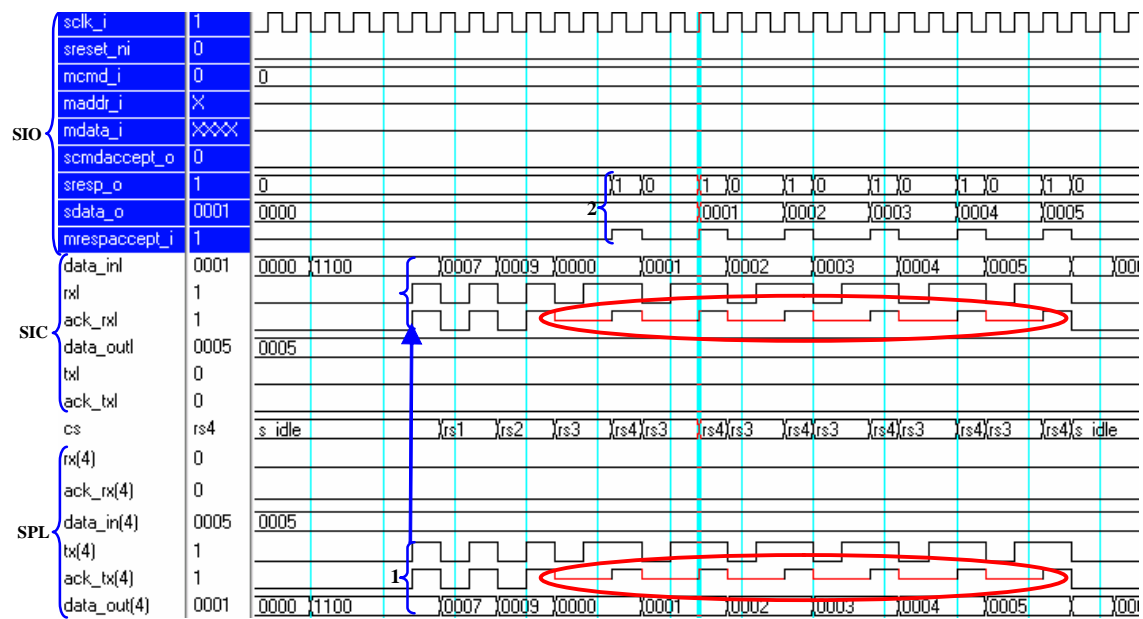 sclk_i 1
sreset_ni 0
mcmd_i 0 0
maddr_i X
SIO mdata_i XXXX
scmdaccept_o 0
sresp_o 1 0 1 0 1 0 1 0 1 0 1 0 1 0
sdata_o 0001 0000 2 0001 0002 0003 0004 0005
mrespaccept_i 1
data_inl 0001 0000 1100 0007 0009 0000 0001 0002 0003 0004 0005 000
rxl 1
SIC ack_rxl 1
data_outl 0005 0005
txl 0
ack_txl 0
cs rs4 s_idle rs1 rs2 rs3 rs4 rs3 rs4 rs3 rs4 rs3 rs4 rs3 rs4 rs3 rs4 s_idle
rx(4) 0
ack_rx(4) 0
SPL data_in(4) 0005 0005
tx(4) 1
ack_tx(4) 1 1
data_out(4) 0001 0000 1100 0007 0009 0000 0001 0002 0003 0004 0005 000